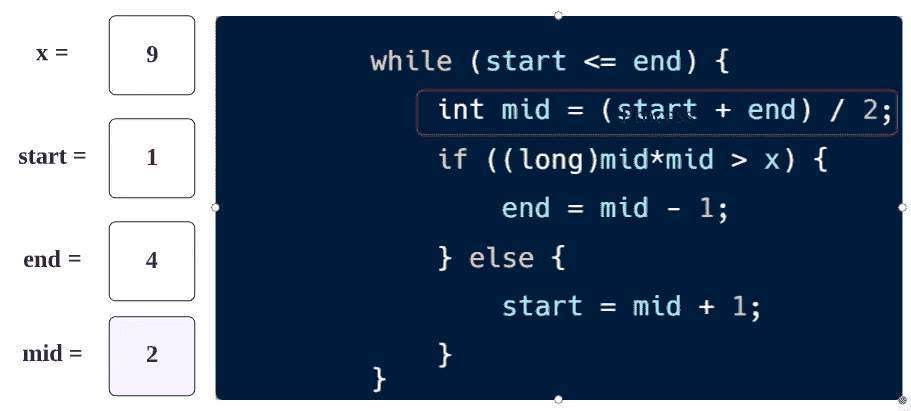 x = 9
start = 1
end = 4
mid = 2
while (start <= end) {
int mid = (start + end) / 2;
if ((long)mid*mid > x) {
end = mid - 1;
} else {
start = mid + 1;
}
}